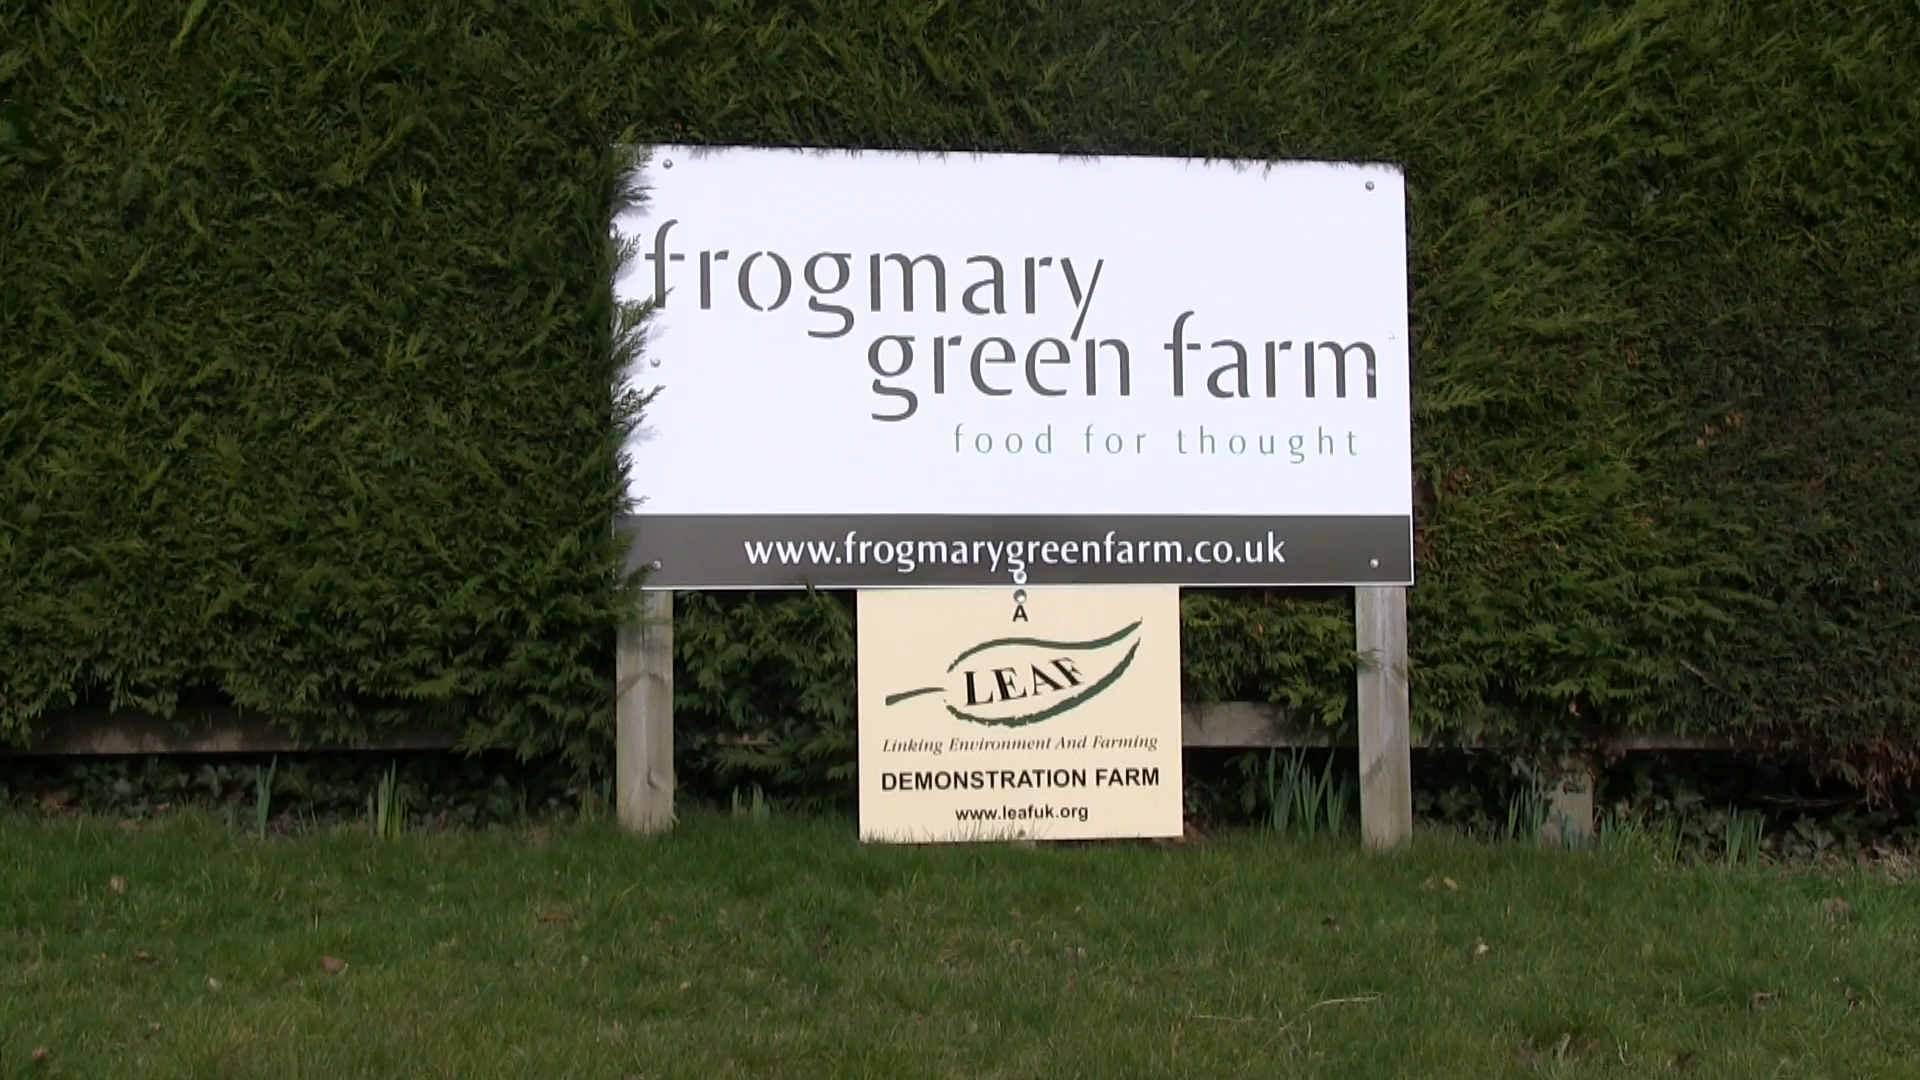 frogmary
green farm
food for thought
www.frogmarygreenfarm.co.uk
A
LEAF
Linking Environment And Farming
DEMONSTRATION FARM
www.leafuk.org